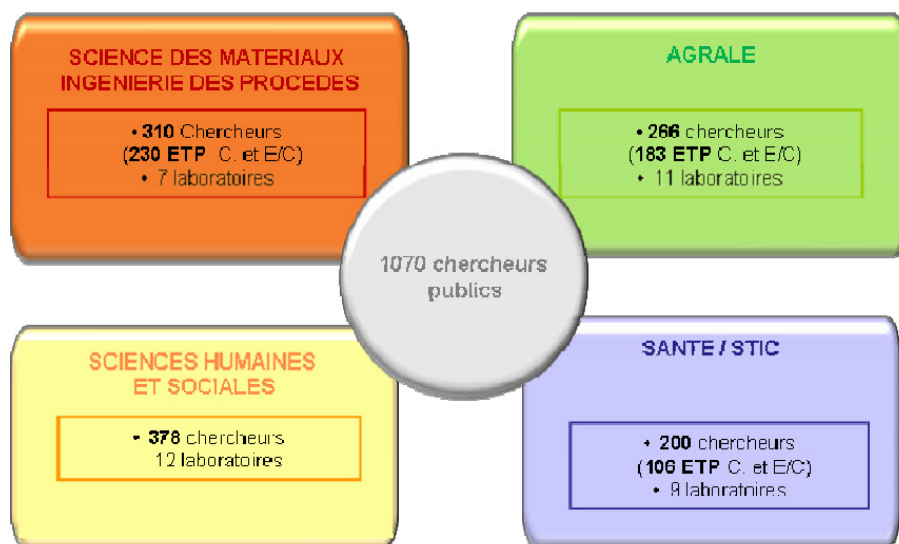 SCIENCE DES MATERIAUX
INGENIERIE DES PROCEDES
• 310 Chercheurs
(230 ETP C. et E/C)
• 7 laboratoires
AGRALE
• 266 chercheurs
(183 ETP C. et E/C)
• 11 laboratoires
1070 chercheurs
publics
SCIENCES HUMAINES
ET SOCIALES
• 378 chercheurs
12 laboratoires
SANTE / STIC
• 200 chercheurs
(106 ETP C. et E/C)
• 9 laboratoires